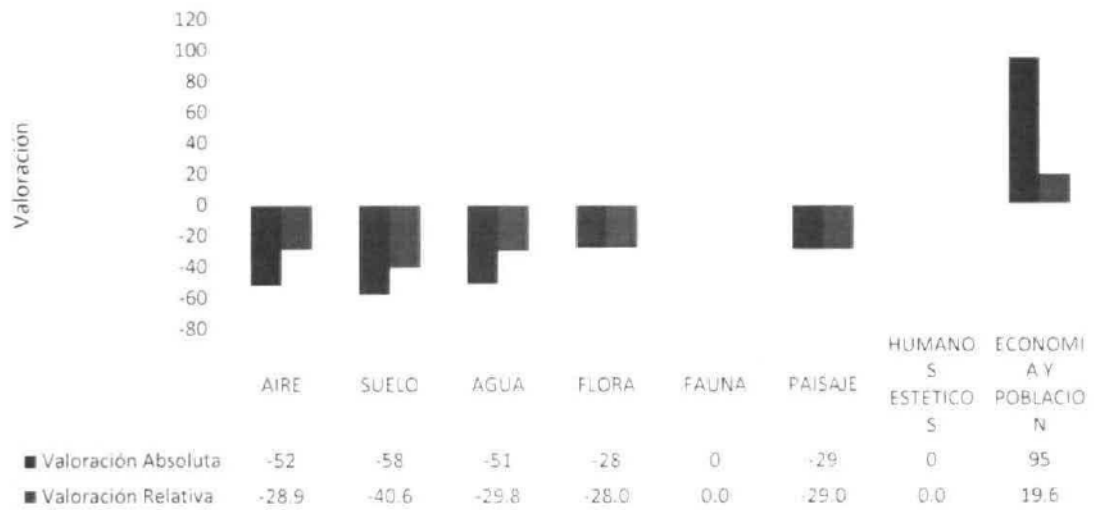 120
100
80
60
40
20
0
-20
-40
-60
-80
Valoración
AIRE SUELO AGUA FLORA FAUNA PAISAJE HUMANO ECONOMI
S A Y
ESTETICO POBLACIO
S N
Valoración Absoluta -52 -58 -51 -28 0 -29 0 95
Valoración Relativa -28.9 -40.6 -29.8 -28.0 0.0 -29.0 0.0 19.6